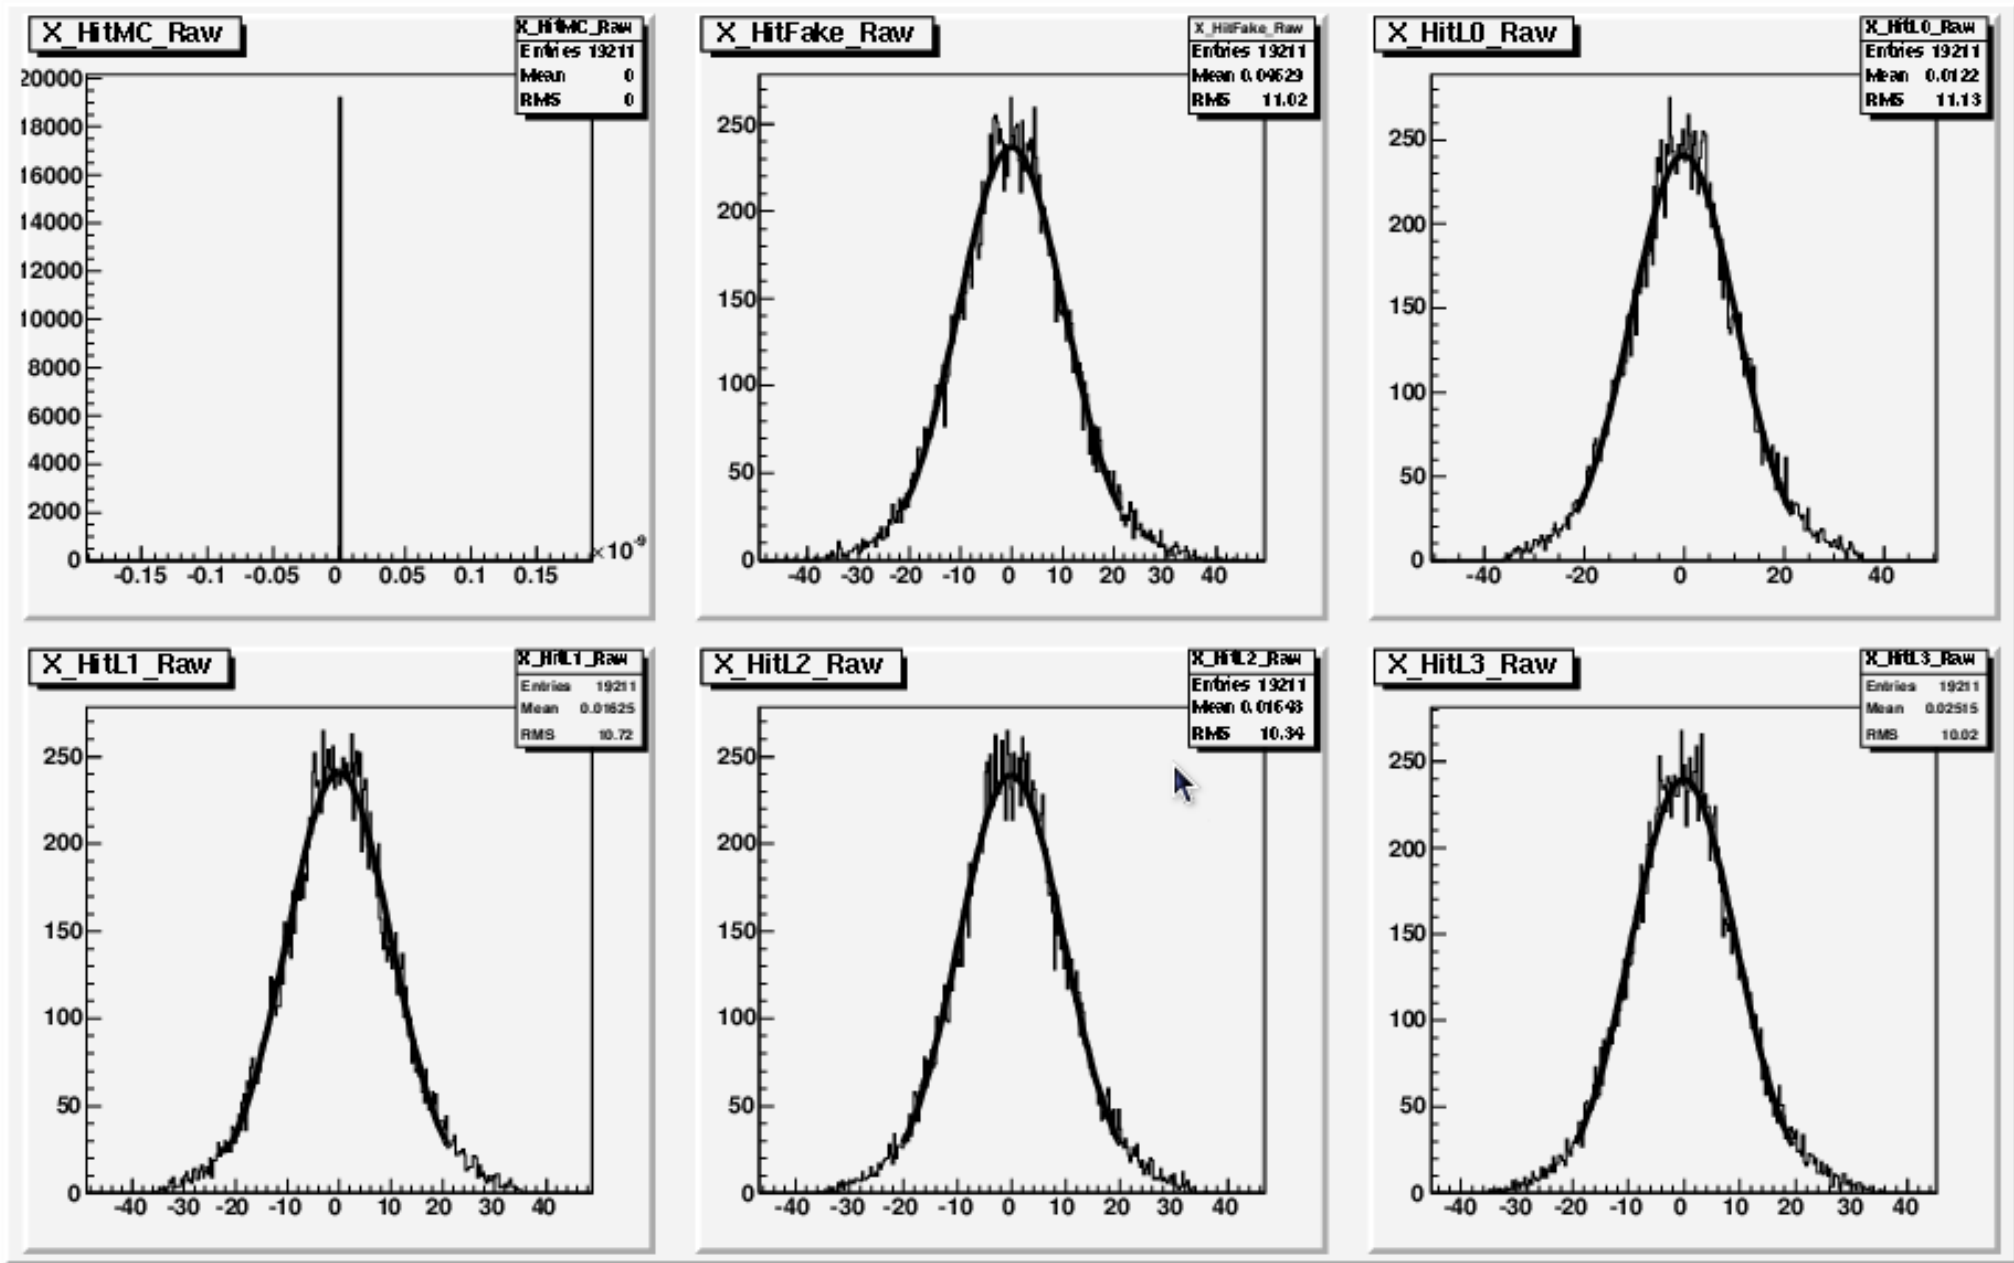 X_HitMC_Raw
X_HitMC_Raw
Entries 19211
Mean 0
RMS 0
20000
18000
16000
14000
12000
10000
8000
6000
4000
2000
0
-0.15 -0.1 -0.05 0 0.05 0.1 0.15
×10-9
X_HitFake_Raw
X_HitFake_Raw
Entries 19211
Mean 0.04529
RMS 11.02
250
200
150
100
50
0
-40 -30 -20 -10 0 10 20 30 40
X_HitL0_Raw
X_HitL0_Raw
Entries 19211
Mean 0.0122
RMS 11.13
250
200
150
100
50
0
-40 -20 0 20 40
X_HitL1_Raw
X_HitL1_Raw
Entries 19211
Mean 0.01625
RMS 10.72
250
200
150
100
50
0
-40 -30 -20 -10 0 10 20 30 40
X_HitL2_Raw
X_HitL2_Raw
Entries 19211
Mean 0.01643
RMS 10.34
250
200
150
100
50
0
-40 -30 -20 -10 0 10 20 30 40
X_HitL3_Raw
X_HitL3_Raw
Entries 19211
Mean 0.02515
RMS 10.02
250
200
150
100
50
0
-40 -30 -20 -10 0 10 20 30 40